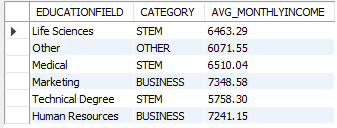 EDUCATIONFIELD CATEGORY AVG_MONTHLYINCOME
Life Sciences STEM 6463.29
Other OTHER 6071.55
Medical STEM 6510.04
Marketing BUSINESS 7348.58
Technical Degree STEM 5758.30
Human Resources BUSINESS 7241.15